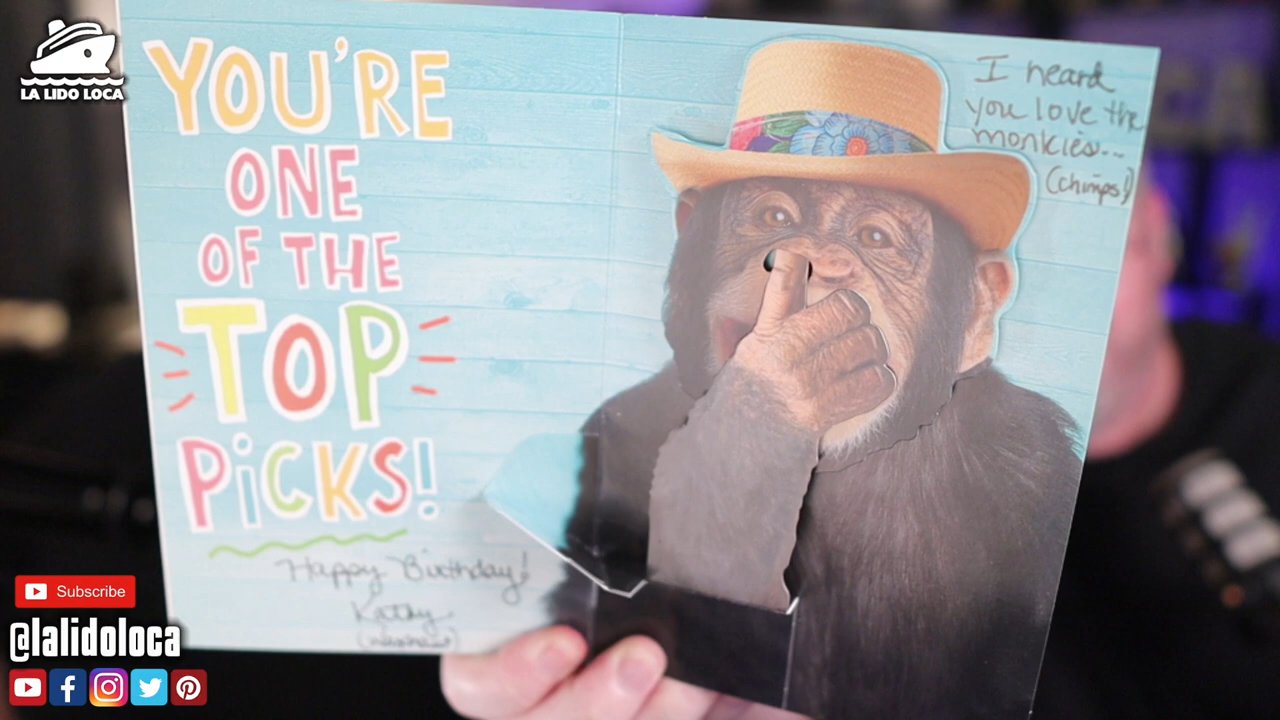 LA LIDO LOCA
YOU'RE
ONE
OF THE
TOP
PiCKS!
Happy Birthday!
Kathy
I heard
you love the
monkies...
(chimps!)
Subscribe
@lalidoloca